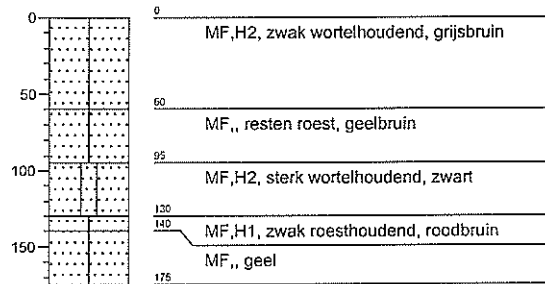 0
0
MF,H2, zwak wortelhoudend, grijsbruin
50
60
MF,, resten roest, geelbruin
95
100
MF,H2, sterk wortelhoudend, zwart
130
140
MF,H1, zwak roesthoudend, roodbruin
150
MF,, geel
175